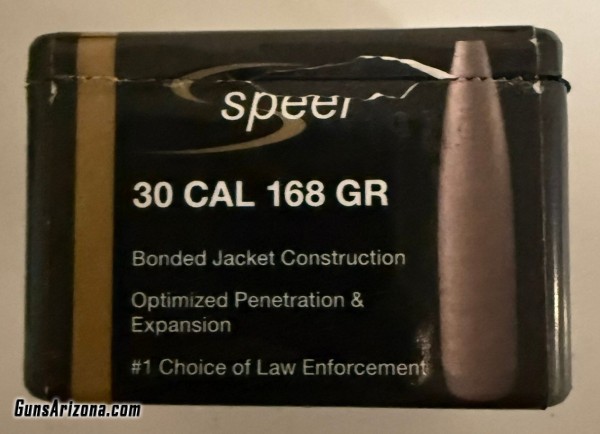 speer
30 CAL 168 GR
Bonded Jacket Construction
Optimized Penetration &
Expansion
#1 Choice of Law Enforcement
GunsArizona.com